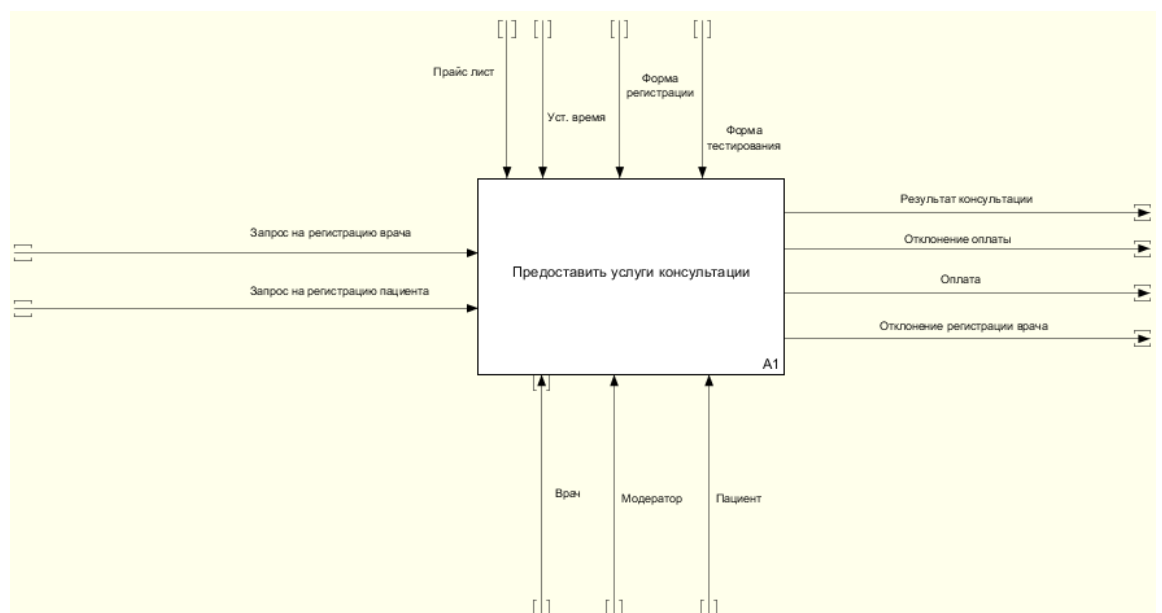 Прайс лист
Уст. время
Форма
регистрации
Форма
тестирования
Запрос на регистрацию врача
Запрос на регистрацию пациента
Предоставить услуги консультации
A1
Результат консультации
Отклонение оплаты
Оплата
Отклонение регистрации врача
Врач
Модератор
Пациент